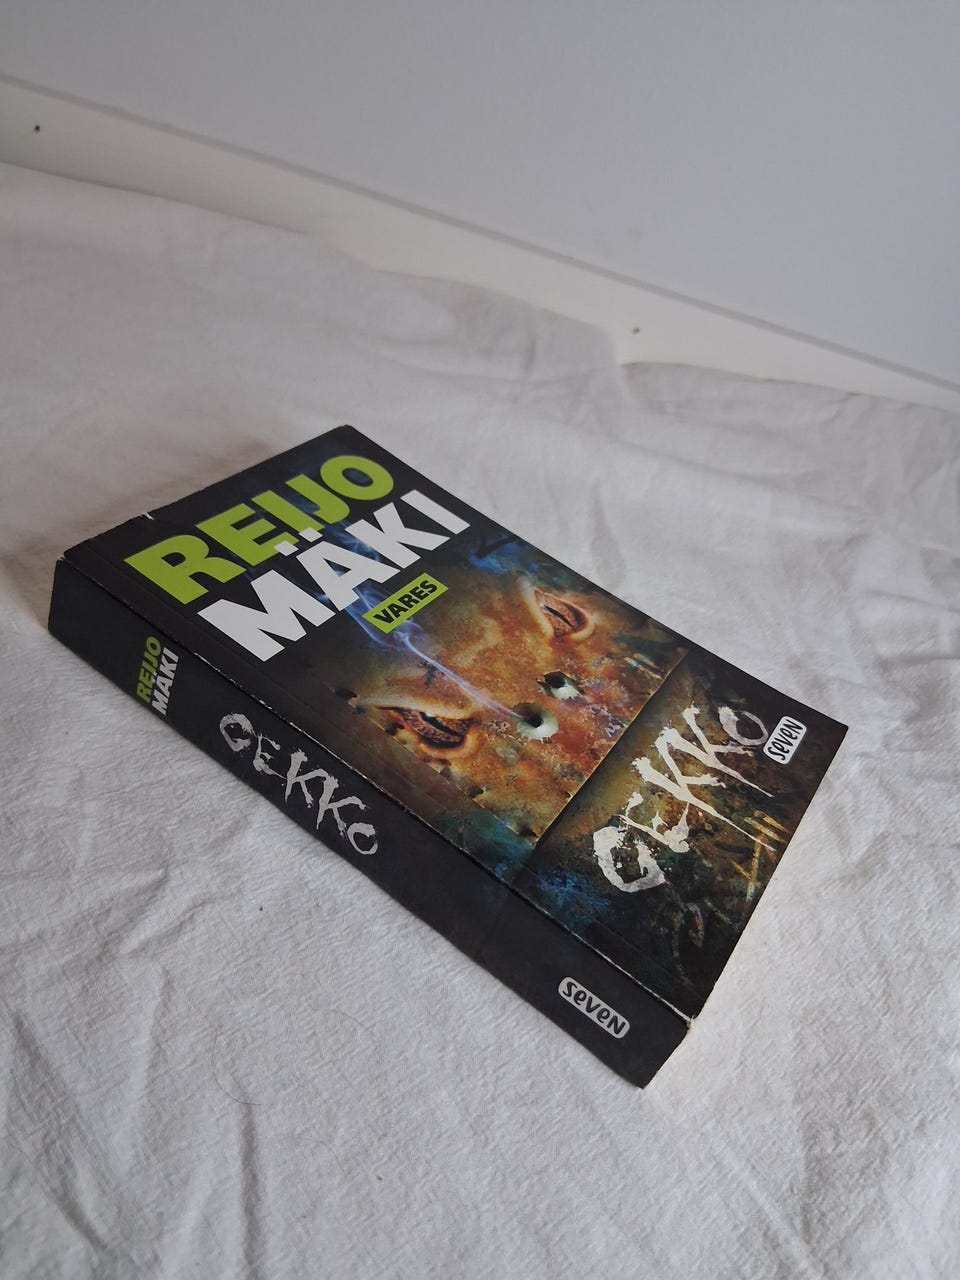 REIJO
MÄKI
VARES
GEKKO
seven
REIJO
MÄKI
GEKKO
seven